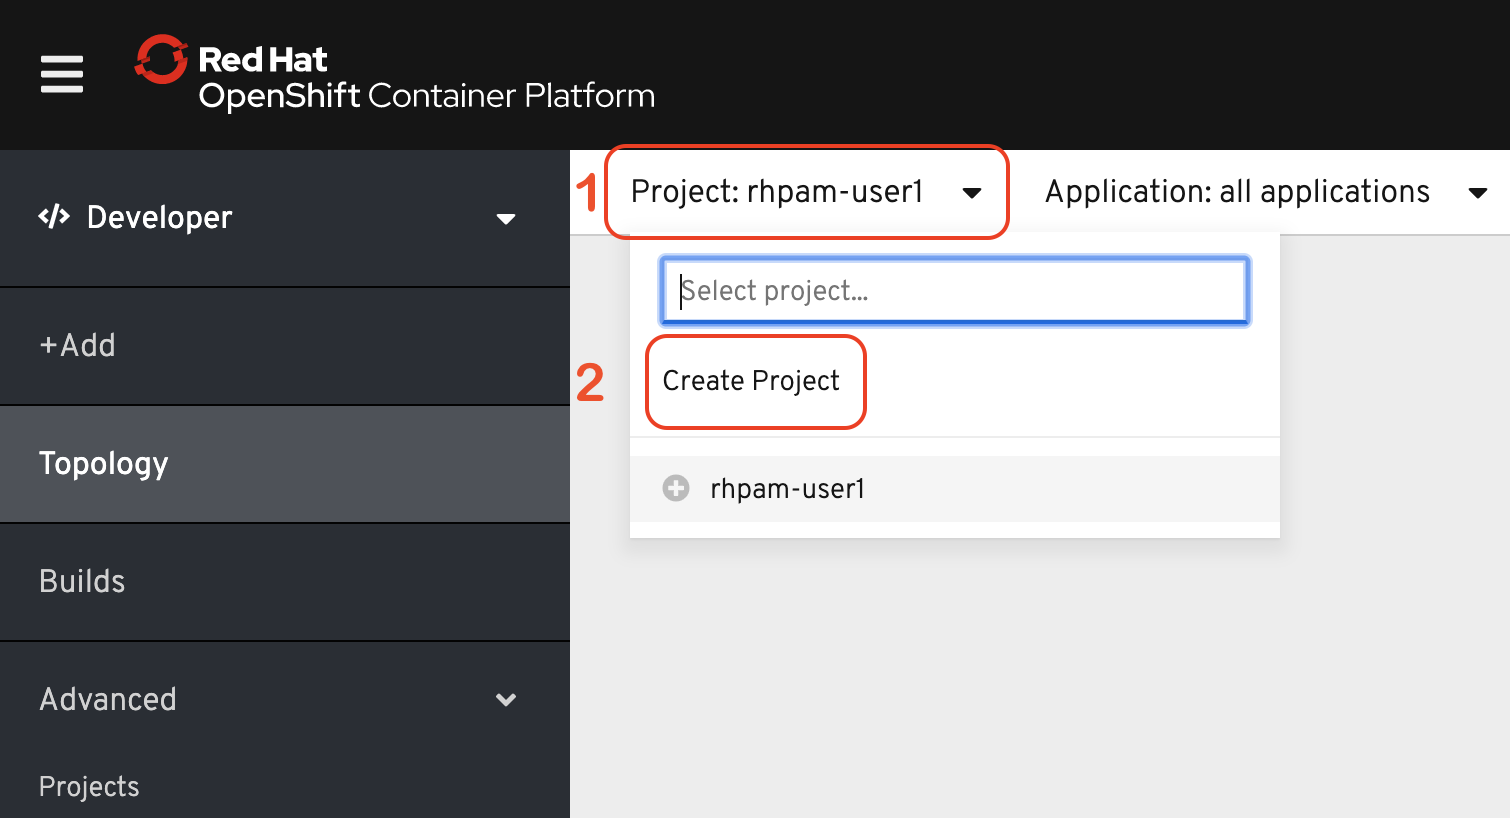 Red Hat
OpenShift Container Platform
1
Project: rhpam-user1
Application: all applications
</> Developer
Select project...
+Add
2
Create Project
Topology
rhpam-user1
Builds
Advanced
Projects